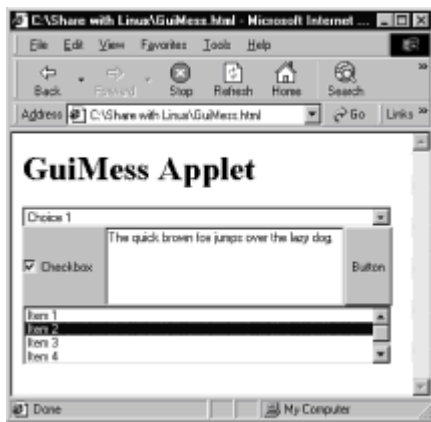 C:\Share with Linux\GuiMess.html - Microsoft Internet ...
File Edit View Favorites Tools Help
Back Forward Stop Refresh Home Search »
Address C:\Share with Linux\GuiMess.html Go Links »
GuiMess Applet
Choice 1
The quick brown fox jumps over the lazy dog.
Checkbox Button
Item 1
Item 2
Item 3
Item 4
Done My Computer